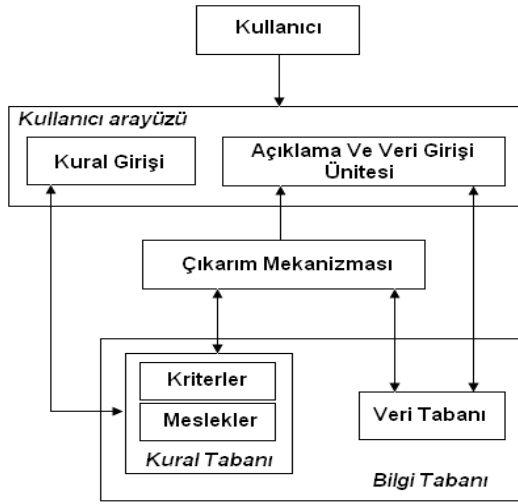 Kullanıcı
Kullanıcı arayüzü
Kural Girişi
Açıklama Ve Veri Girişi
Ünitesi
Çıkarım Mekanizması
Kriterler
Meslekler
Kural Tabanı
Veri Tabanı
Bilgi Tabanı